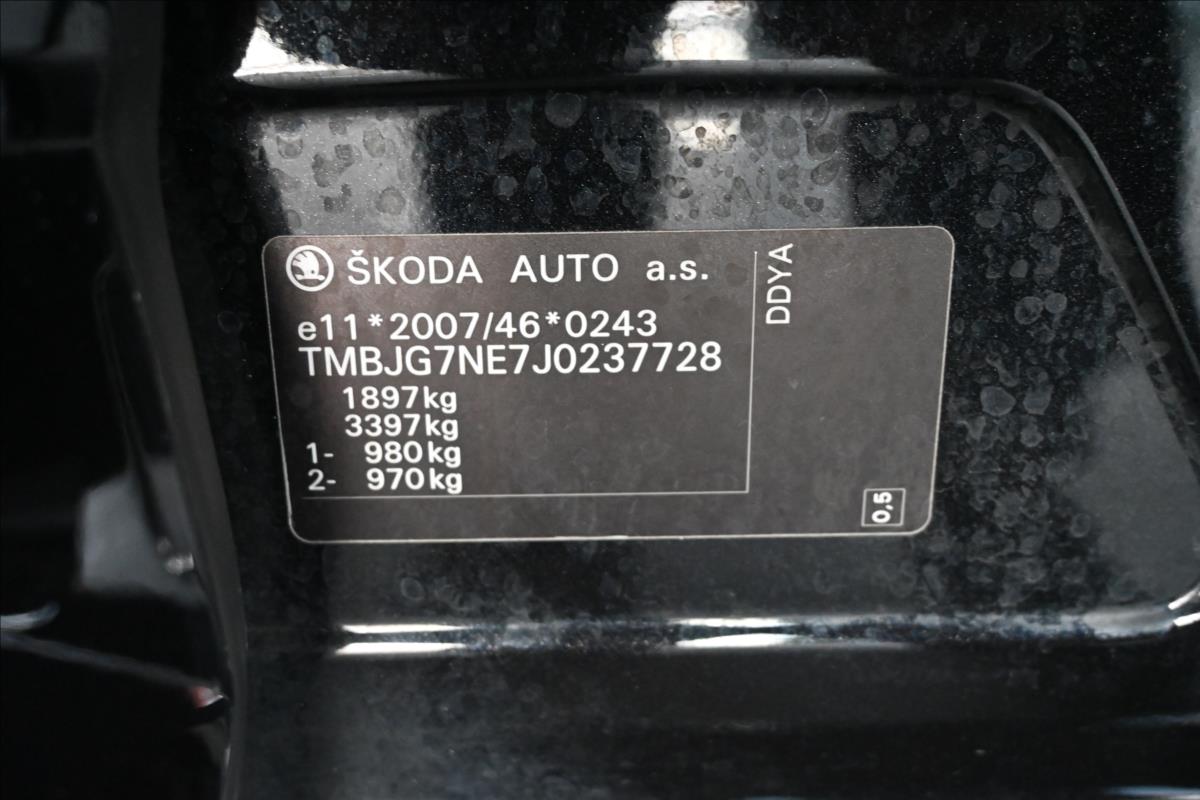 ŠKODA AUTO a.s.
e11*2007/46*0243
TMBJG7NE7J0237728
1897kg
3397kg
1- 980kg
2- 970kg
DDYA
0,5